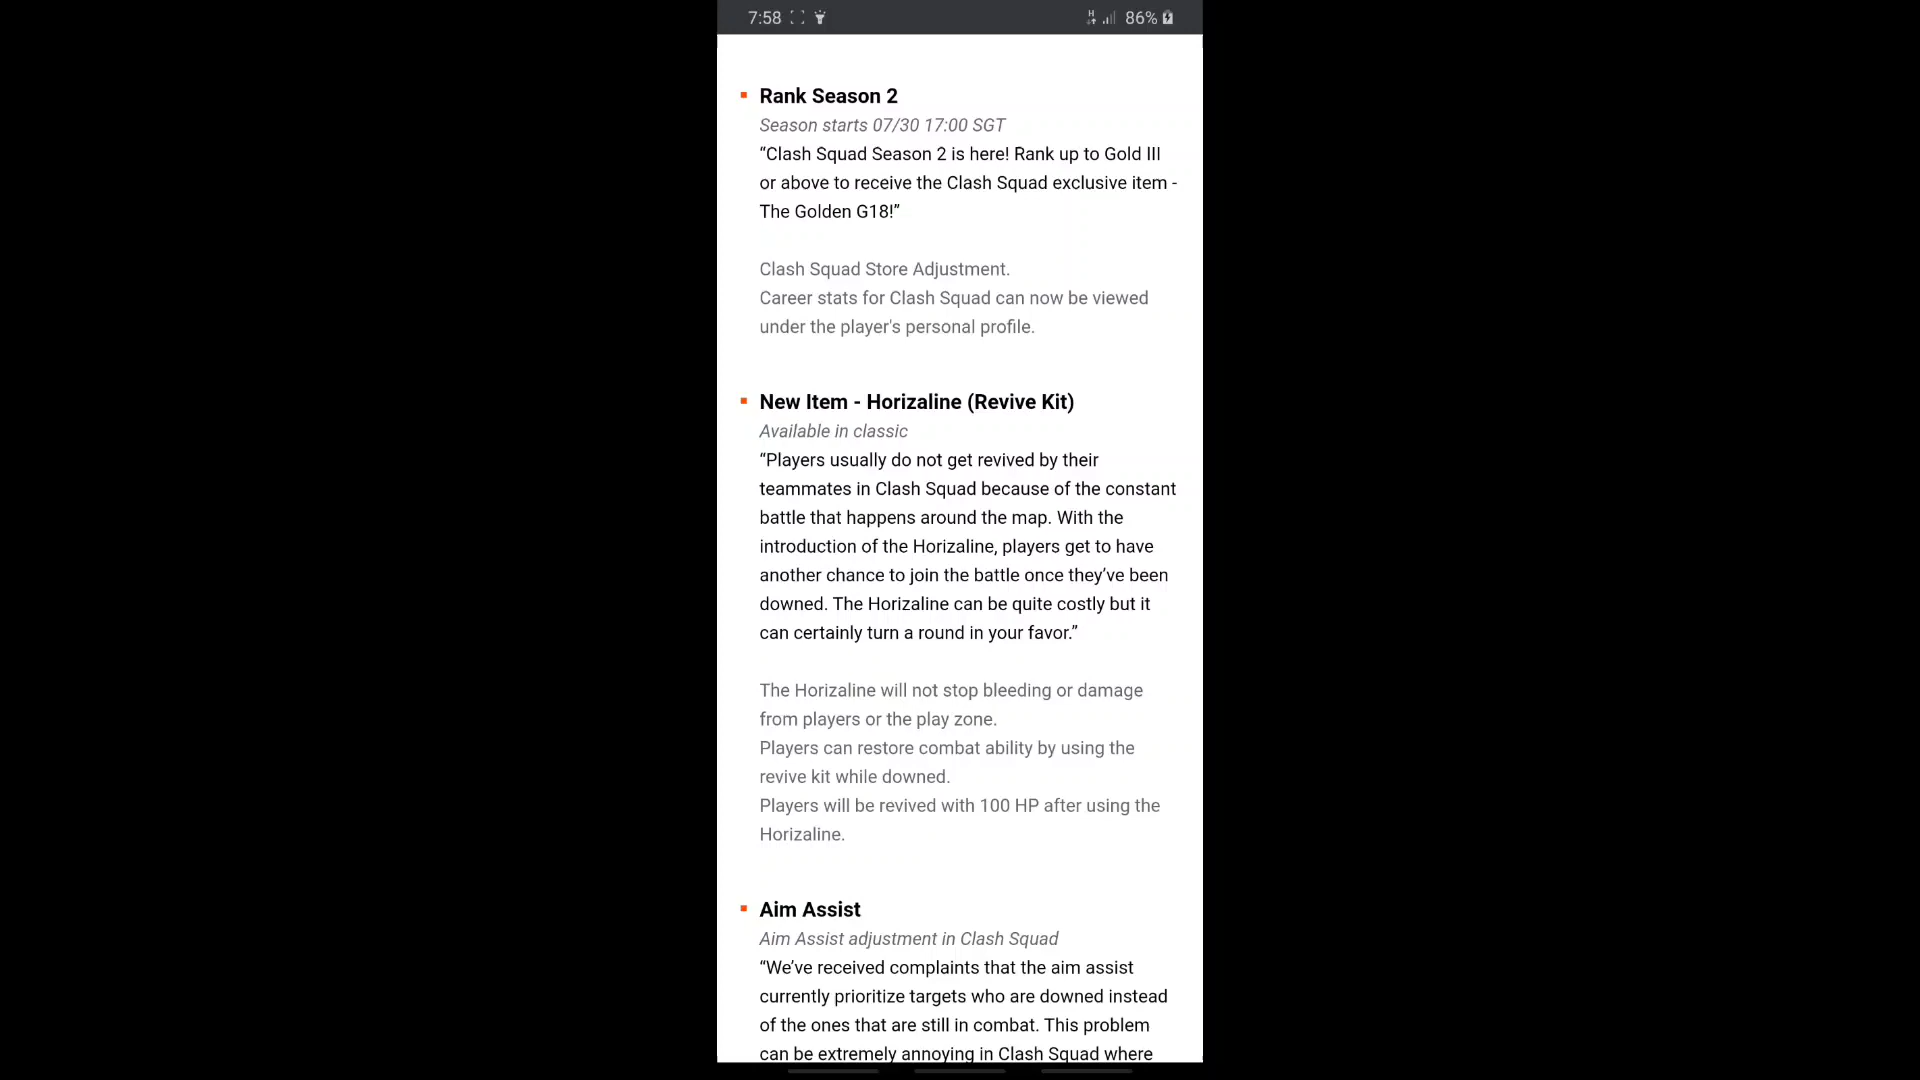 7:58
H
86%
Rank Season 2
Season starts 07/30 17:00 SGT
“Clash Squad Season 2 is here! Rank up to Gold III
or above to receive the Clash Squad exclusive item -
The Golden G18!”
Clash Squad Store Adjustment.
Career stats for Clash Squad can now be viewed
under the player's personal profile.
New Item - Horizaline (Revive Kit)
Available in classic
“Players usually do not get revived by their
teammates in Clash Squad because of the constant
battle that happens around the map. With the
introduction of the Horizaline, players get to have
another chance to join the battle once they’ve been
downed. The Horizaline can be quite costly but it
can certainly turn a round in your favor.”
The Horizaline will not stop bleeding or damage
from players or the play zone.
Players can restore combat ability by using the
revive kit while downed.
Players will be revived with 100 HP after using the
Horizaline.
Aim Assist
Aim Assist adjustment in Clash Squad
“We’ve received complaints that the aim assist
currently prioritize targets who are downed instead
of the ones that are still in combat. This problem
can be extremely annoying in Clash Squad where